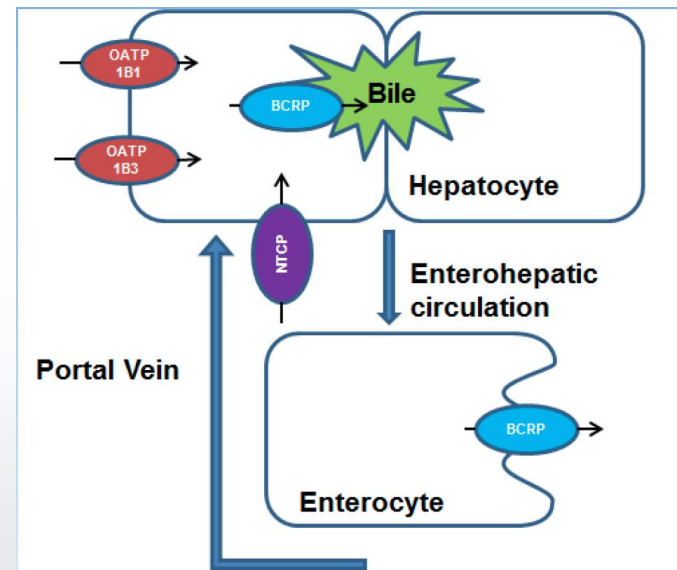 OATP
1B1
BCRP
Bile
OATP
1B3
Hepatocyte
NTCP
Enterohepatic
circulation
Portal Vein
BCRP
Enterocyte